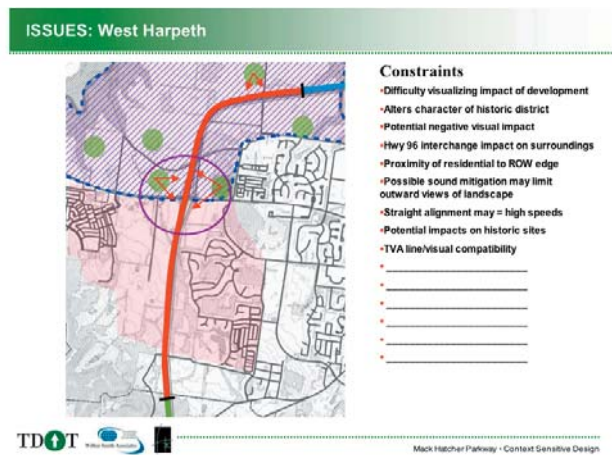 ISSUES: West Harpeth
Constraints
•Difficulty visualizing impact of development
•Alters character of historic district
•Potential negative visual impact
•Hwy 96 interchange impact on surroundings
•Proximity of residential to ROW edge
•Possible sound mitigation may limit
outward views of landscape
•Straight alignment may = high speeds
•Potential impacts on historic sites
•TVA line/visual compatibility
TDOT
Mack Hatcher Parkway - Context Sensitive Design